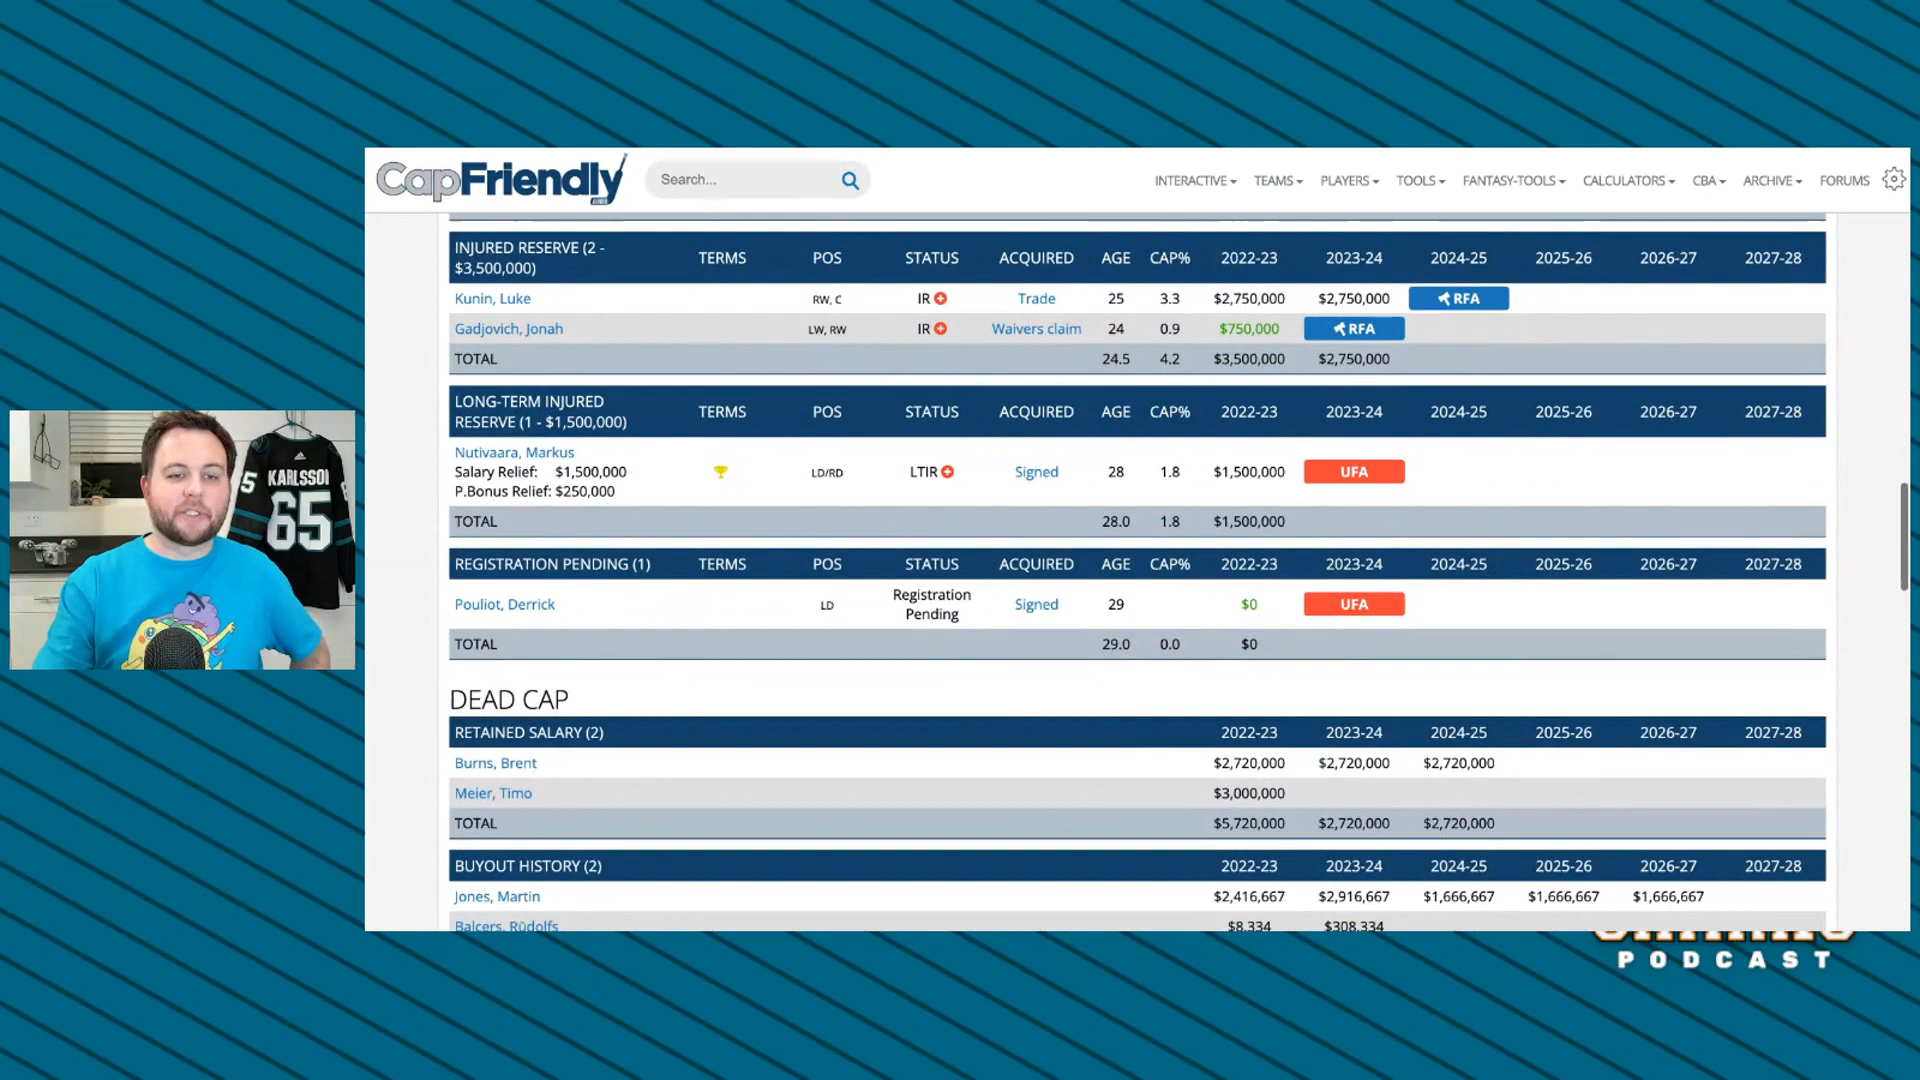 CapFriendly
Search...
INTERACTIVE TEAMS PLAYERS TOOLS FANTASY-TOOLS CALCULATORS CBA ARCHIVE FORUMS
INJURED RESERVE (2 -
$3,500,000)
TERMS POS STATUS ACQUIRED AGE CAP% 2022-23 2023-24 2024-25 2025-26 2026-27 2027-28
Kunin, Luke RW, C IR Trade 25 3.3 $2,750,000 $2,750,000 RFA
Gadjovich, Jonah LW, RW IR Waivers claim 24 0.9 $750,000 RFA
TOTAL 24.5 4.2 $3,500,000 $2,750,000
LONG-TERM INJURED
RESERVE (1 - $1,500,000)
TERMS POS STATUS ACQUIRED AGE CAP% 2022-23 2023-24 2024-25 2025-26 2026-27 2027-28
Nutivaara, Markus
Salary Relief: $1,500,000
P.Bonus Relief: $250,000
LD/RD LTIR Signed 28 1.8 $1,500,000 UFA
TOTAL 28.0 1.8 $1,500,000
REGISTRATION PENDING (1) TERMS POS STATUS ACQUIRED AGE CAP% 2022-23 2023-24 2024-25 2025-26 2026-27 2027-28
Pouliot, Derrick LD Registration
Pending
Signed 29 $0 UFA
TOTAL 29.0 0.0 $0
DEAD CAP
RETAINED SALARY (2) 2022-23 2023-24 2024-25 2025-26 2026-27 2027-28
Burns, Brent $2,720,000 $2,720,000 $2,720,000
Meier, Timo $3,000,000
TOTAL $5,720,000 $2,720,000 $2,720,000
BUYOUT HISTORY (2) 2022-23 2023-24 2024-25 2025-26 2026-27 2027-28
Jones, Martin $2,416,667 $2,916,667 $1,666,667 $1,666,667 $1,666,667
Balcers, Rūdolfs $8,334 $308,334
KARLSSON
65
5
PODCAST